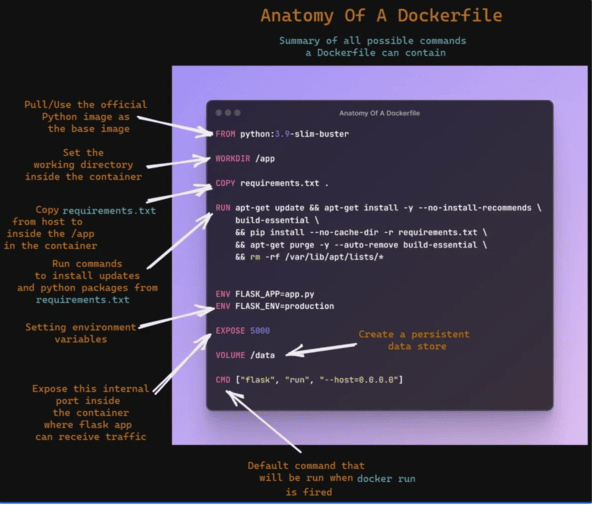 Anatomy Of A Dockerfile
Summary of all possible commands
a Dockerfile can contain
Anatomy Of A Dockerfile
Pull/Use the official
Python image as
the base image
FROM python:3.9-slim-buster
Set the
working directory
inside the container
WORKDIR /app
Copy requirements.txt
from host to
inside the /app
in the container
COPY requirements.txt .
Run commands
to install updates
and python packages from
requirements.txt
RUN apt-get update && apt-get install -y --no-install-recommends \
build-essential \
&& pip install --no-cache-dir -r requirements.txt \
&& apt-get purge -y --auto-remove build-essential \
&& rm -rf /var/lib/apt/lists/*
Setting environment
variables
ENV FLASK_APP=app.py
ENV FLASK_ENV=production
Expose this internal
port inside
the container
where flask app
can receive traffic
EXPOSE 5000
Create a persistent
data store
VOLUME /data
CMD ["flask", "run", "--host=0.0.0.0"]
Default command that
will be run when docker run
is fired